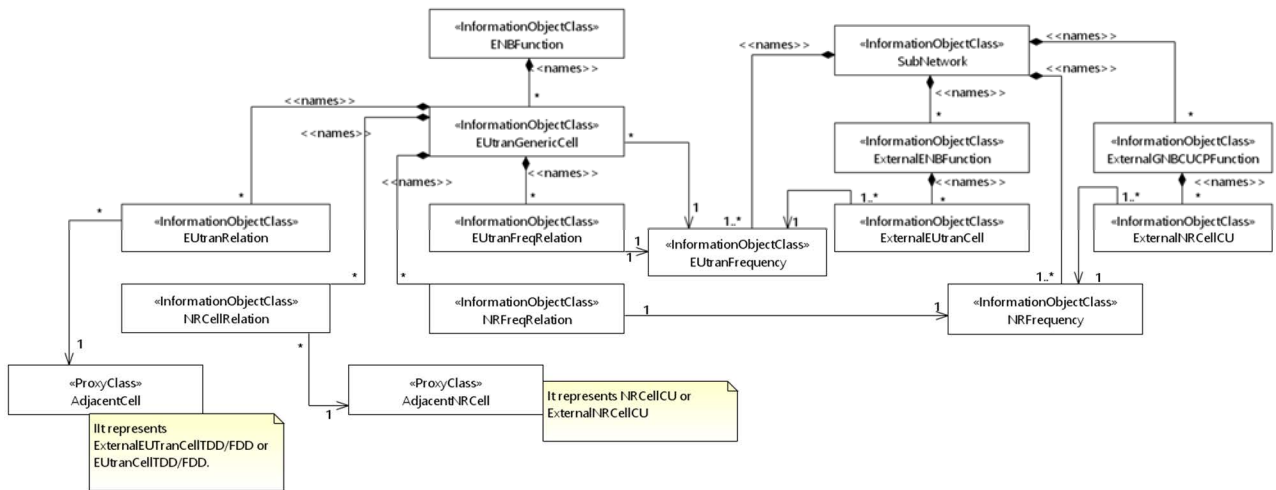 «InformationObjectClass»
ENBFunction
<<names>>
*
«InformationObjectClass»
SubNetwork
<<names>>
<<names>>
<<names>>
<<names>>
<<names>>
<<names>>
«InformationObjectClass»
EUtranGenericCell
*
*
«InformationObjectClass»
ExternalENBFunction
*
«InformationObjectClass»
ExternalGNBCUCPFunction
<<names>>
<<names>>
<<names>>
<<names>>
*
«InformationObjectClass»
EUtranRelation
*
*
«InformationObjectClass»
EUtranFreqRelation
*
1
1..*
1
1..*
*
«InformationObjectClass»
ExternalEUtranCell
1..*
*
«InformationObjectClass»
ExternalNRCellCU
1
1
«InformationObjectClass»
EUtranFrequency
*
*
1..*
1
«InformationObjectClass»
NRCellRelation
«InformationObjectClass»
NRFreqRelation
1
1
«InformationObjectClass»
NRFrequency
1
*
«ProxyClass»
AdjacentCell
IIt represents
ExternalEUTranCellTDD/FDD or
EUtranCellTDD/FDD.
1
«ProxyClass»
AdjacentNRCell
It represents NRCellCU or
ExternalNRCellCU